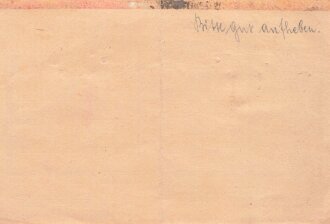 Bitte gut aufheben.